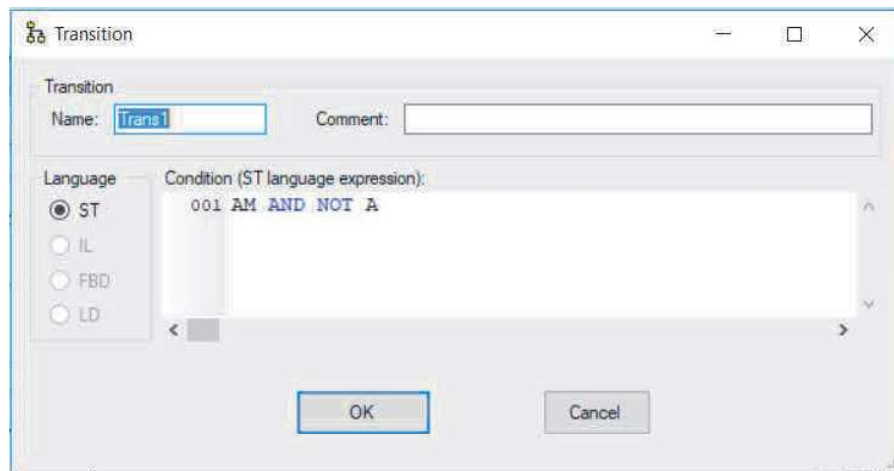 Transition
Transition
Name: Trans1 Comment:
Language Condition (ST language expression):
ST 001 AM AND NOT A
IL
FBD
LD
OK Cancel